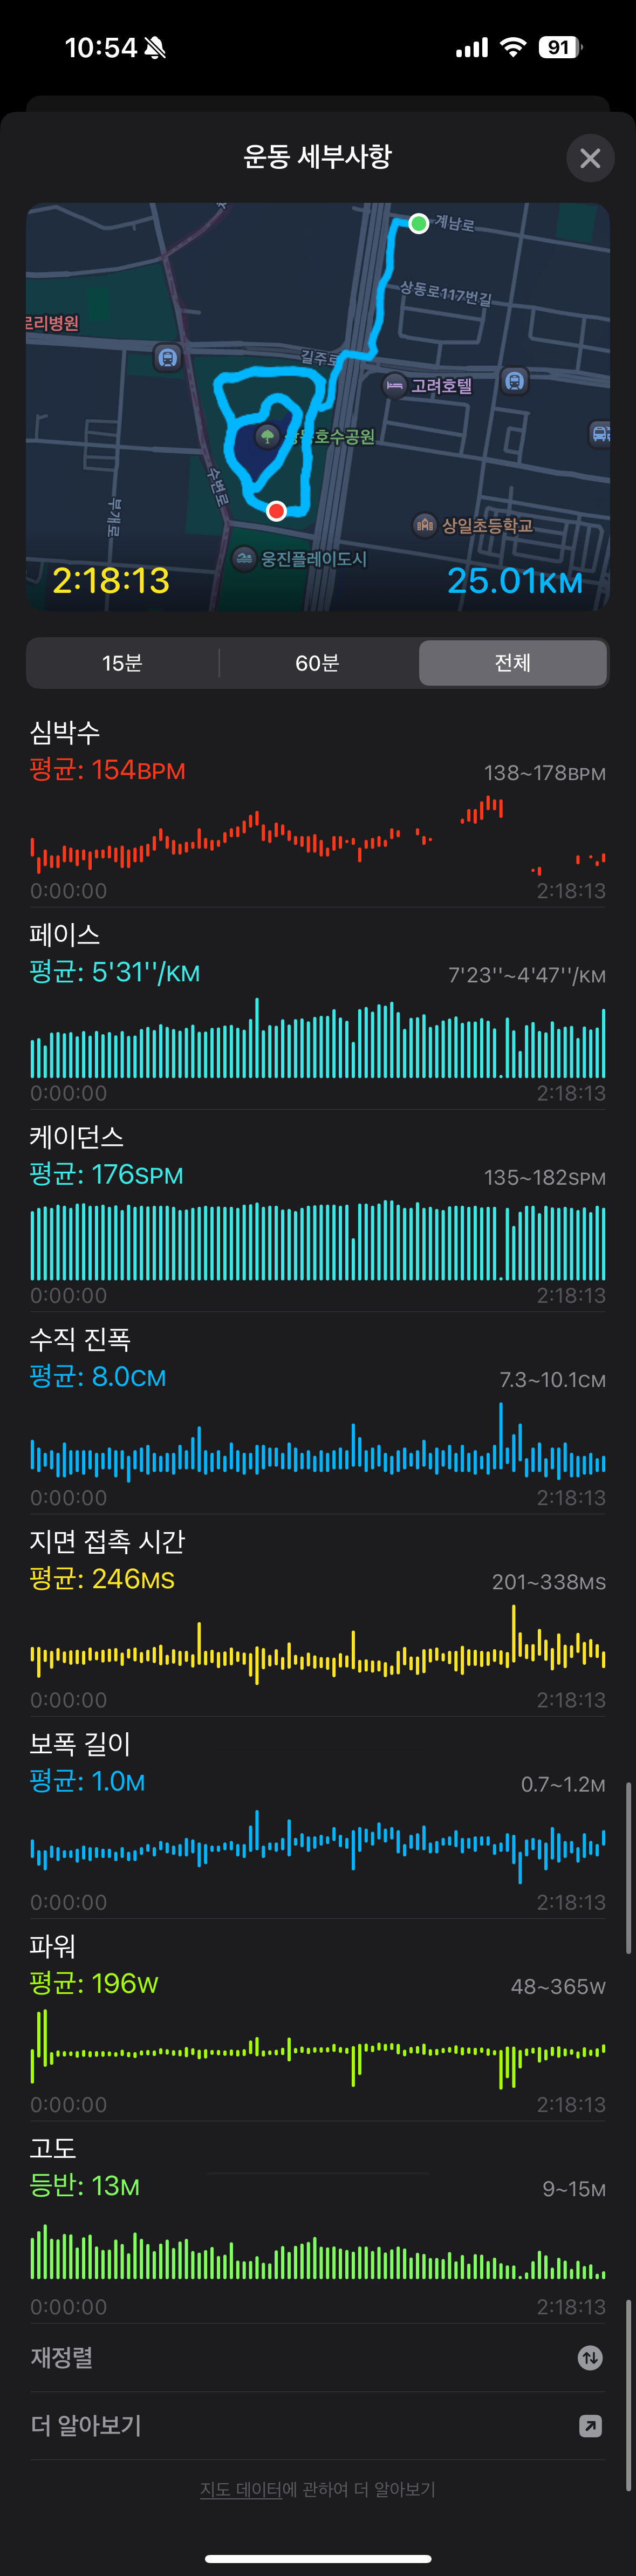 10:54
91
운동 세부사항
계남로
상동로117번길
로리병원
길주로
고려호텔
상동호수공원
수변로
부개로
상일초등학교
웅진플레이도시
2:18:13
25.01KM
15분
60분
전체
심박수
평균: 154BPM
138~178BPM
0:00:00
2:18:13
페이스
평균: 5'31''/KM
7'23''~4'47''/KM
0:00:00
2:18:13
케이던스
평균: 176SPM
135~182SPM
0:00:00
2:18:13
수직 진폭
평균: 8.0CM
7.3~10.1CM
0:00:00
2:18:13
지면 접촉 시간
평균: 246MS
201~338MS
0:00:00
2:18:13
보폭 길이
평균: 1.0M
0.7~1.2M
0:00:00
2:18:13
파워
평균: 196W
48~365W
0:00:00
2:18:13
고도
등반: 13M
9~15M
0:00:00
2:18:13
재정렬
더 알아보기
지도 데이터에 관하여 더 알아보기